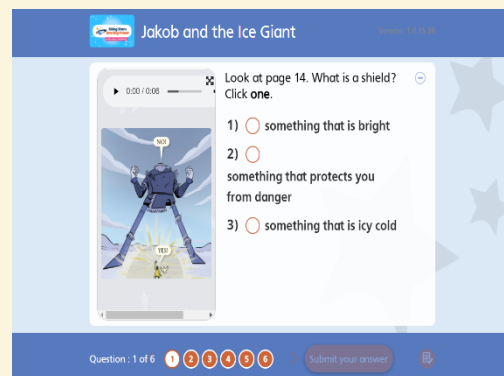 Jakob and the Ice Giant
Look at page 14. What is a shield?
Click one.
0:00 / 0:08
1) something that is bright
2)
something that protects you
from danger
3) something that is icy cold
NO!
YES!
Question : 1 of 6 1 2 3 4 5 6 Submit your answer